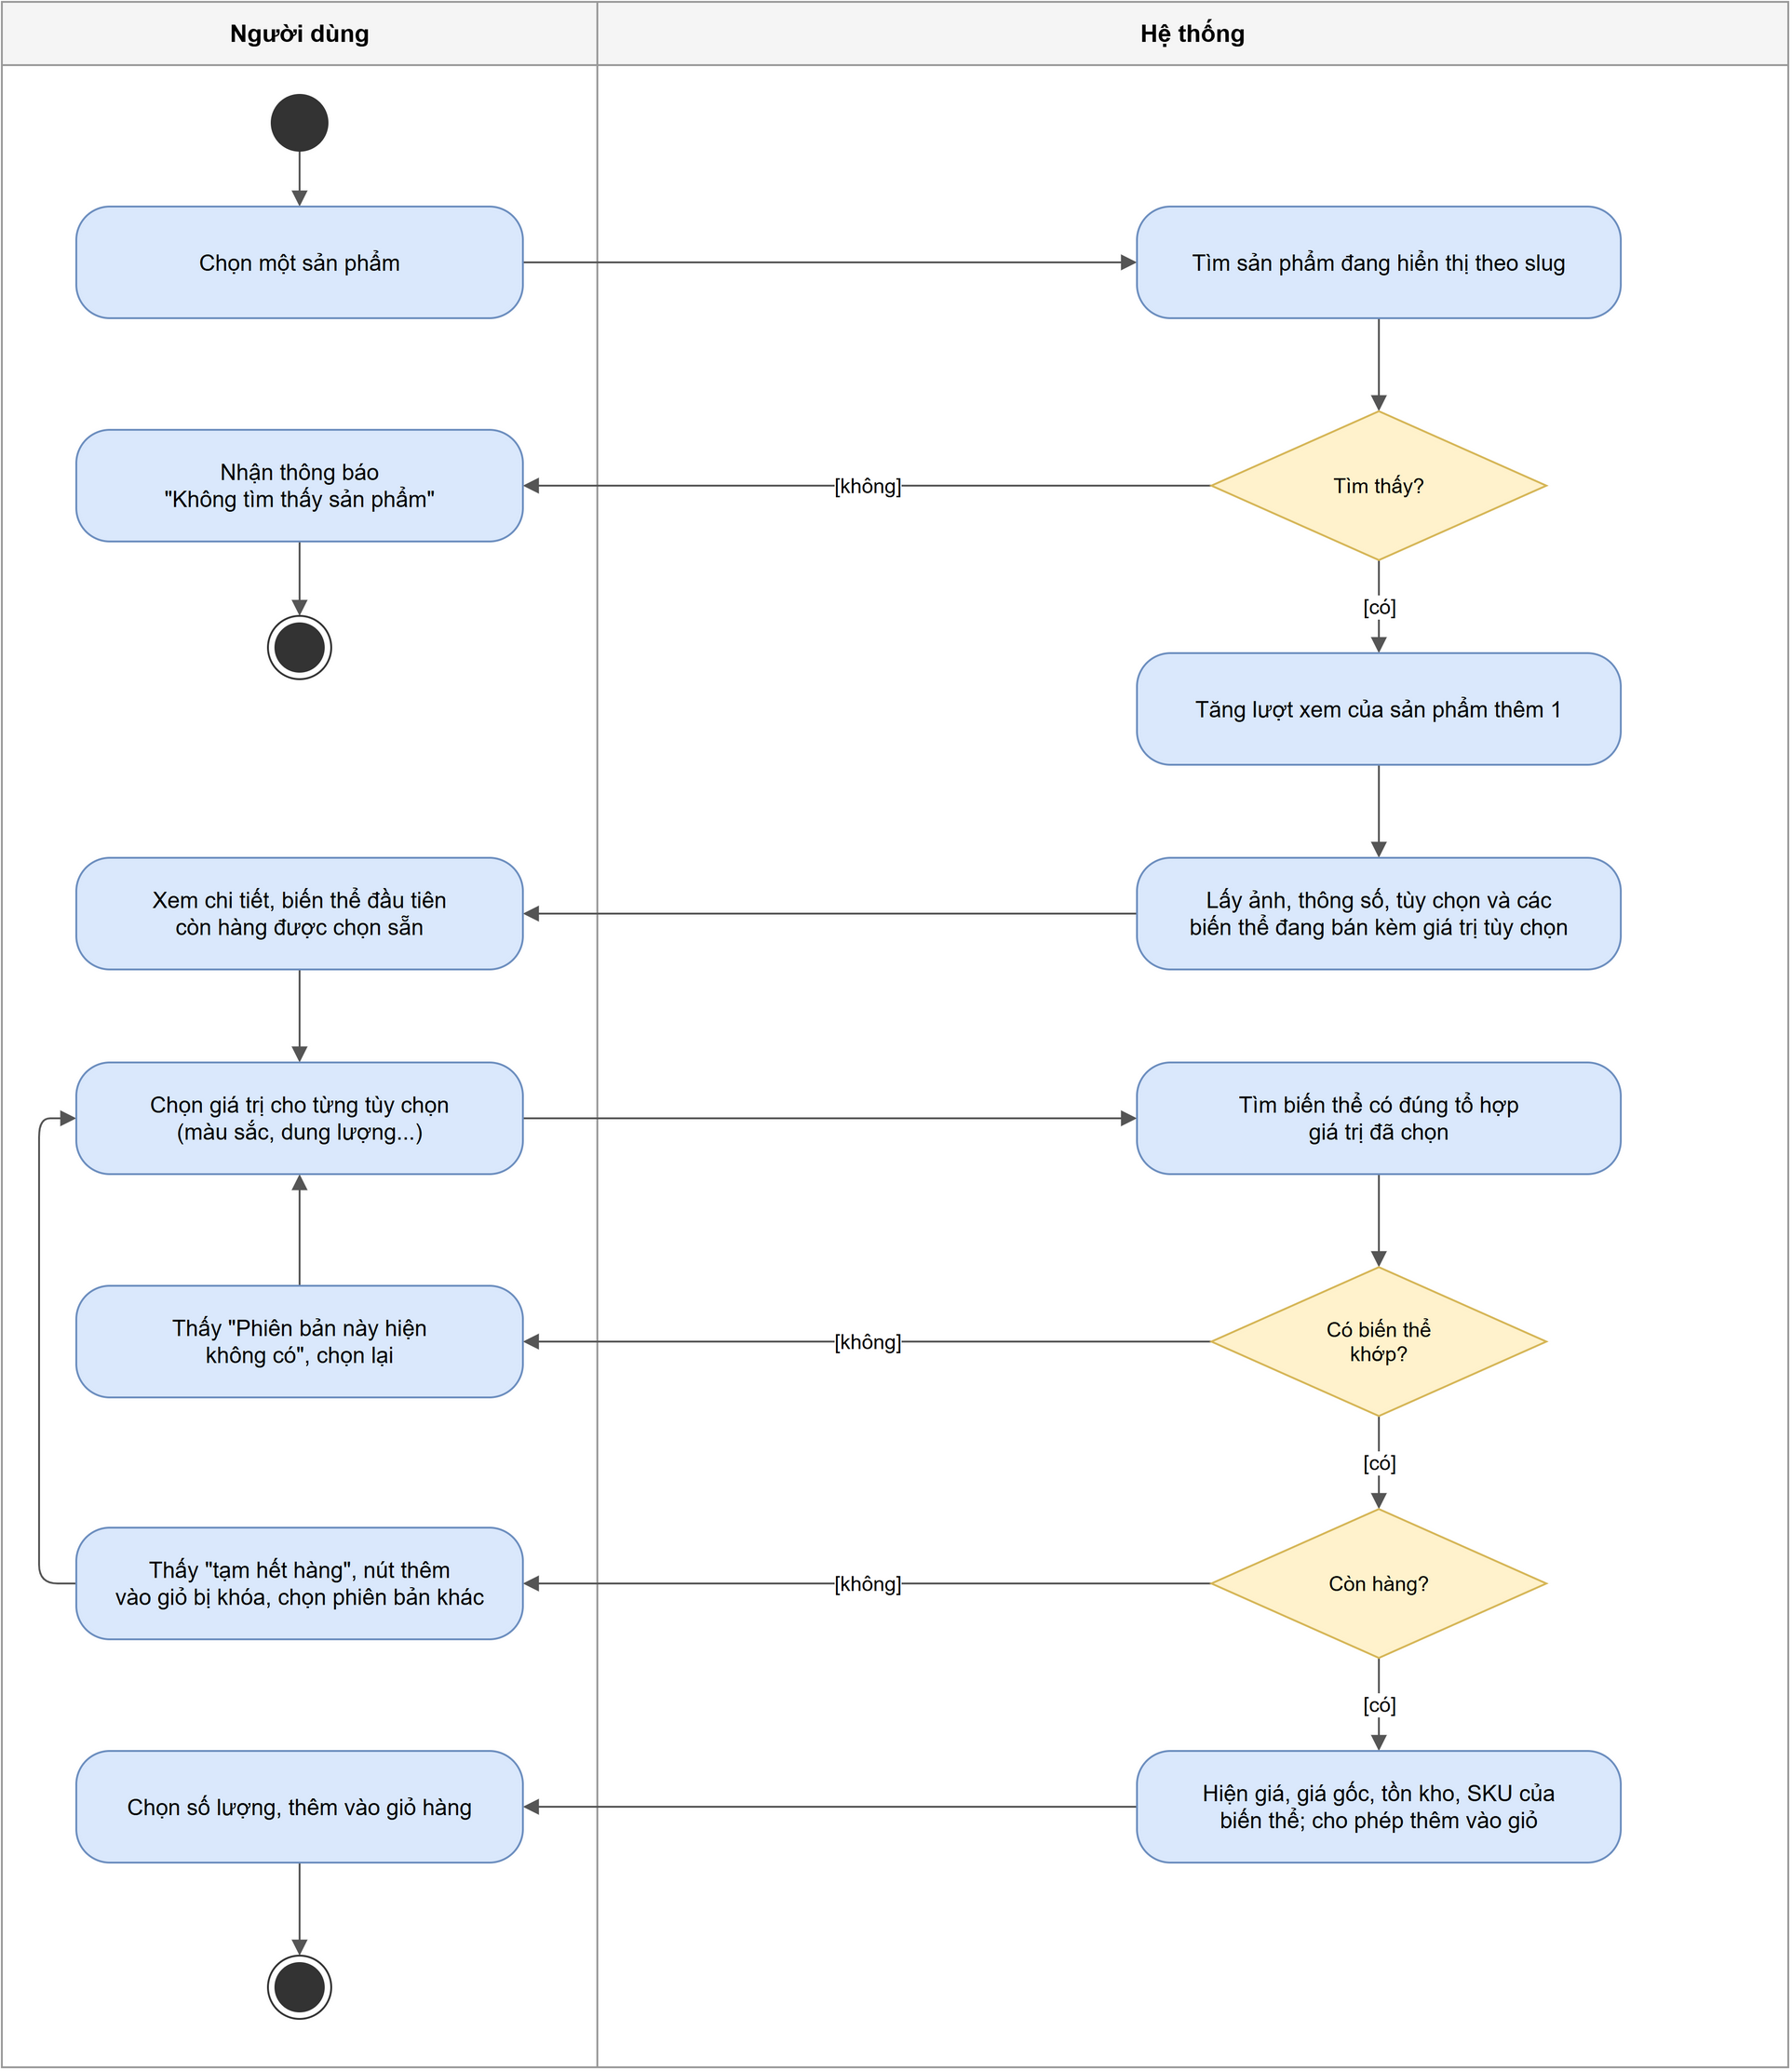 Người dùng
Hệ thống
Chọn một sản phẩm
Tìm sản phẩm đang hiển thị theo slug
Nhận thông báo
"Không tìm thấy sản phẩm"
[không]
Tìm thấy?
[có]
Tăng lượt xem của sản phẩm thêm 1
Xem chi tiết, biến thể đầu tiên
còn hàng được chọn sẵn
Lấy ảnh, thông số, tùy chọn và các
biến thể đang bán kèm giá trị tùy chọn
Chọn giá trị cho từng tùy chọn
(màu sắc, dung lượng...)
Tìm biến thể có đúng tổ hợp
giá trị đã chọn
Thấy "Phiên bản này hiện
không có", chọn lại
[không]
Có biến thể
khớp?
[có]
Thấy "tạm hết hàng", nút thêm
vào giỏ bị khóa, chọn phiên bản khác
[không]
Còn hàng?
[có]
Chọn số lượng, thêm vào giỏ hàng
Hiện giá, giá gốc, tồn kho, SKU của
biến thể; cho phép thêm vào giỏ